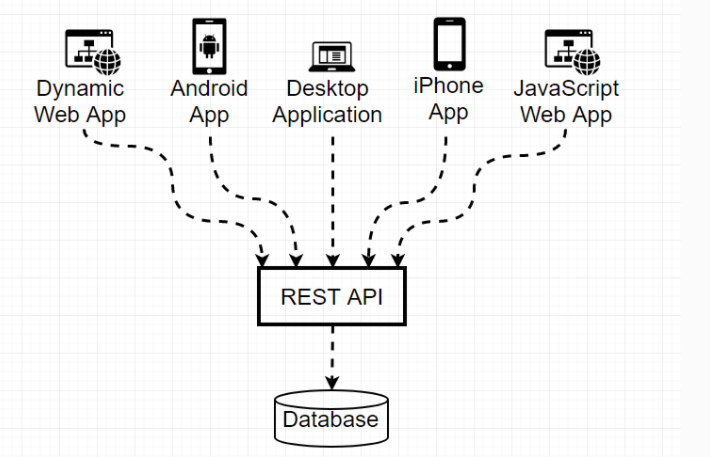 Dynamic
Web App
Android
App
Desktop
Application
iPhone
App
JavaScript
Web App
REST API
Database